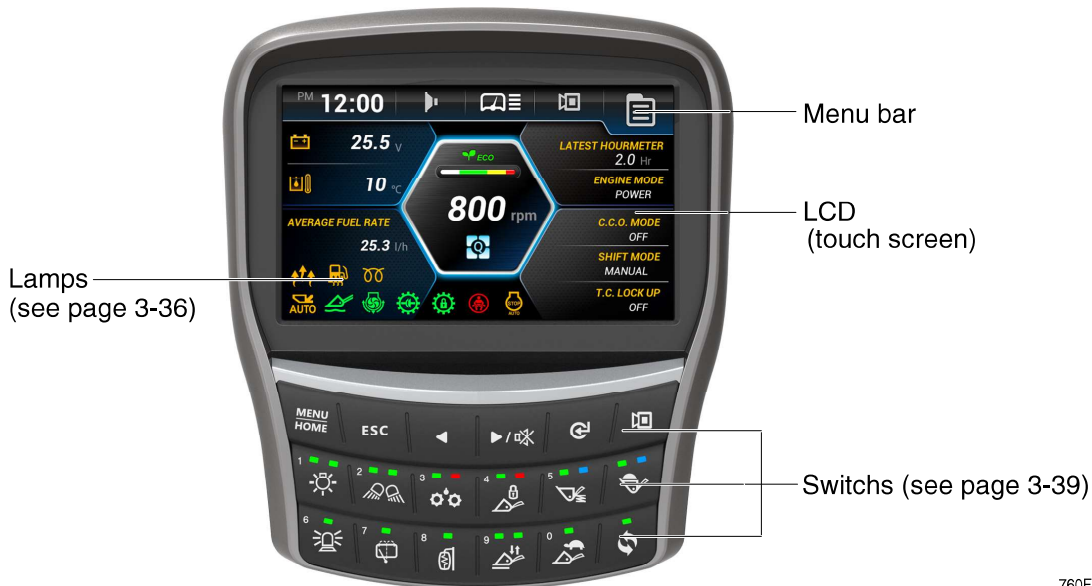 PM 12:00
Menu bar
25.5 V
ECO
LATEST HOURMETER
2.0 Hr
10 °C
ENGINE MODE
POWER
800 rpm
LCD
(touch screen)
AVERAGE FUEL RATE
25.3 l/h
C.C.O. MODE
OFF
Q
SHIFT MODE
MANUAL
Lamps
(see page 3-36)
T.C. LOCK UP
OFF
AUTO
STOP
AUTO
MENU
HOME
ESC
1
2
3
4
5
Switchs (see page 3-39)
6
7
8
9
0
760F